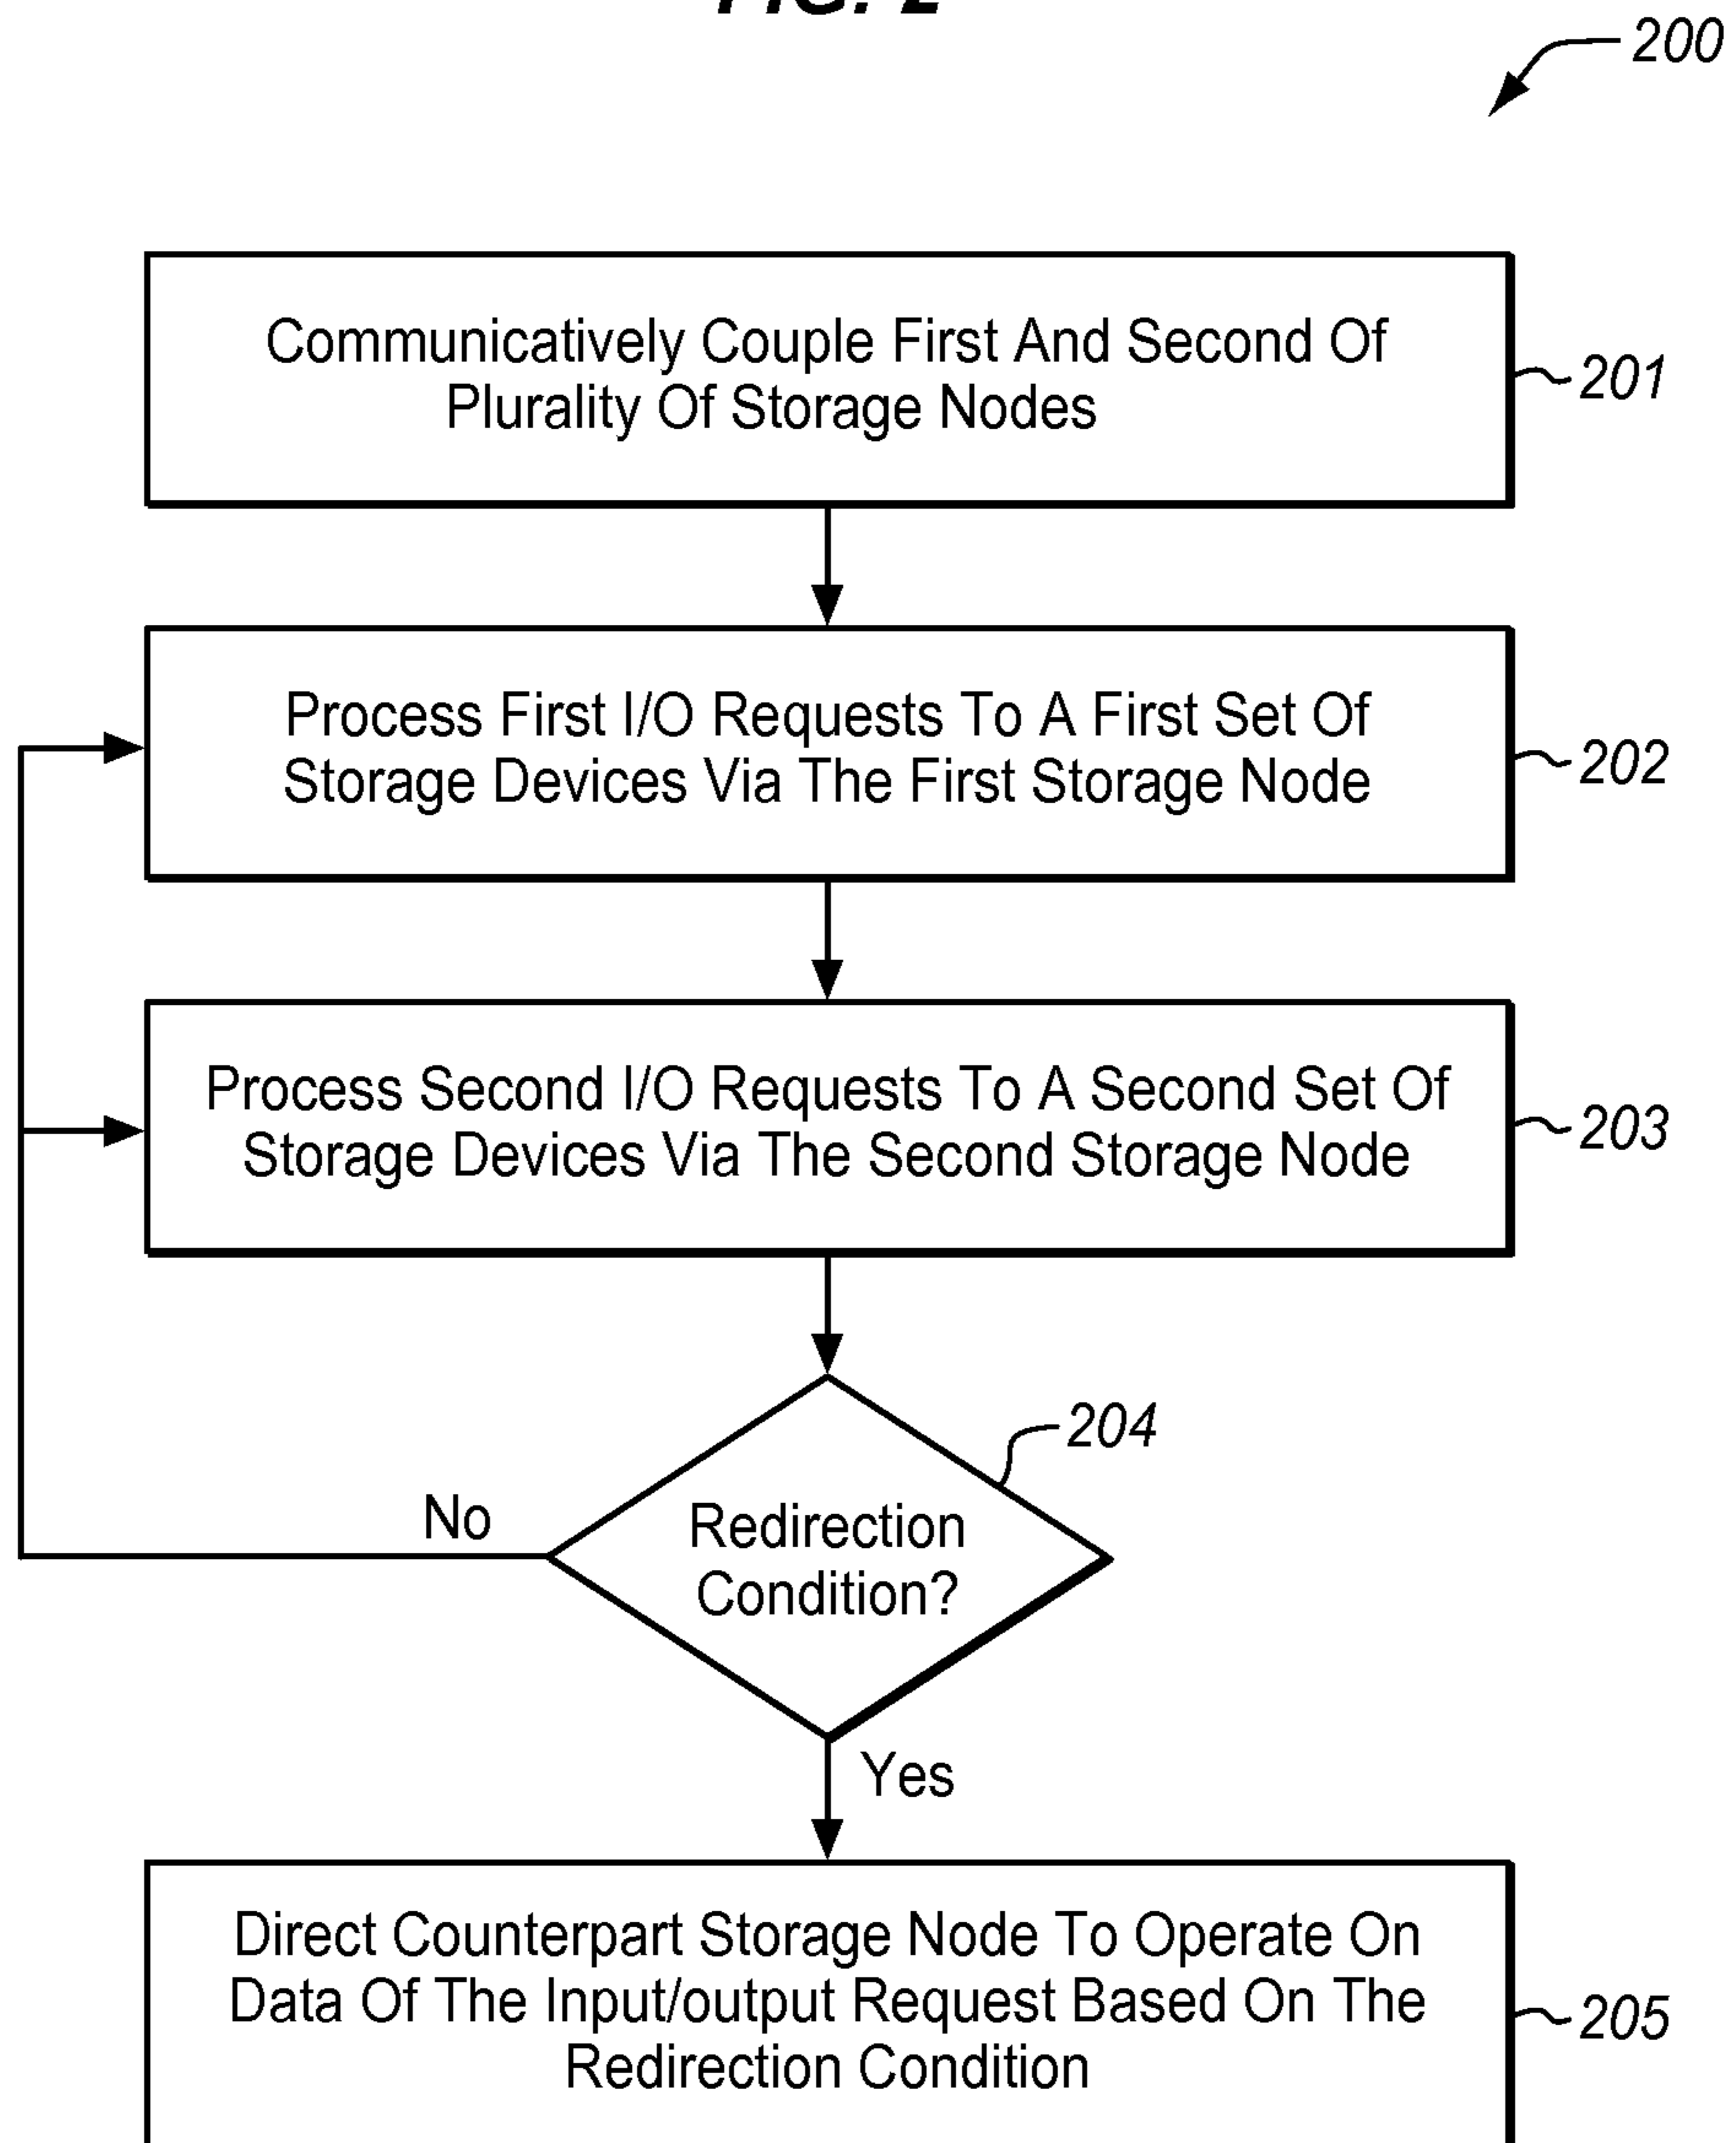 FIG. 2
200
Communicatively Couple First And Second Of
Plurality Of Storage Nodes
201
Process First I/O Requests To A First Set Of
Storage Devices Via The First Storage Node
202
Process Second I/O Requests To A Second Set Of
Storage Devices Via The Second Storage Node
203
204
Redirection
Condition?
No
Yes
Direct Counterpart Storage Node To Operate On
Data Of The Input/output Request Based On The
Redirection Condition
205